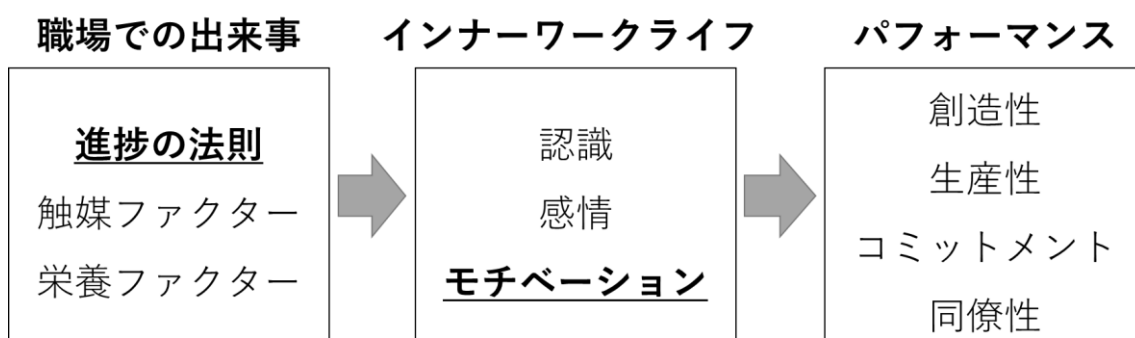 職場での出来事
進捗の法則
触媒ファクター
栄養ファクター
インナーワークライフ
認識
感情
モチベーション
パフォーマンス
創造性
生産性
コミットメント
同僚性